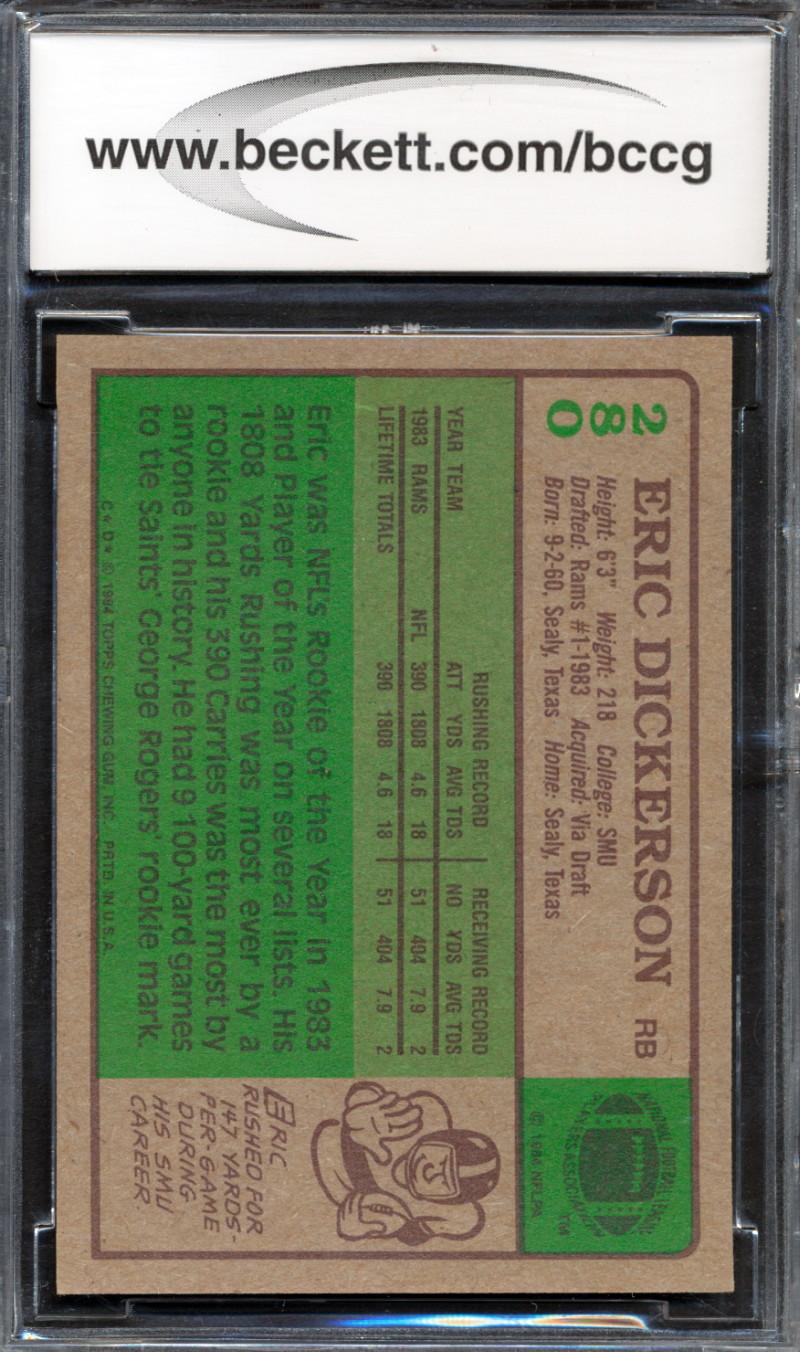 www.beckett.com/bccg
280
ERIC DICKERSON RB
Height: 6'3" Weight: 218 College: SMU
Drafted: Rams #1-1983 Acquired: Via Draft
Born: 9-2-60, Sealy, Texas Home: Sealy, Texas
NATIONAL FOOTBALL LEAGUE
PLAYERS ASSOCIATION
TM
© 1984 NFLPA
RUSHING RECORD RECEIVING RECORD
YEAR TEAM ATT YDS AVG TDS NO YDS AVG TDS
1983 RAMS NFL 390 1808 4.6 18 51 404 7.9 2
LIFETIME TOTALS 390 1808 4.6 18 51 404 7.9 2
Eric was NFLs Rookie of the Year in 1983
and Player of the Year on several lists. His
1808 Yards Rushing was most ever by a
rookie and his 390 Carries was the most by
anyone in history. He had 9 100-yard games
to tie Saints' George Rogers' rookie mark.
C*D* © 1984 TOPPS CHEWING GUM, INC. PRTD. IN U.S.A.
ERIC
RUSHED FOR
147 YARDS-
PER-GAME
DURING
HIS SMU
CAREER.